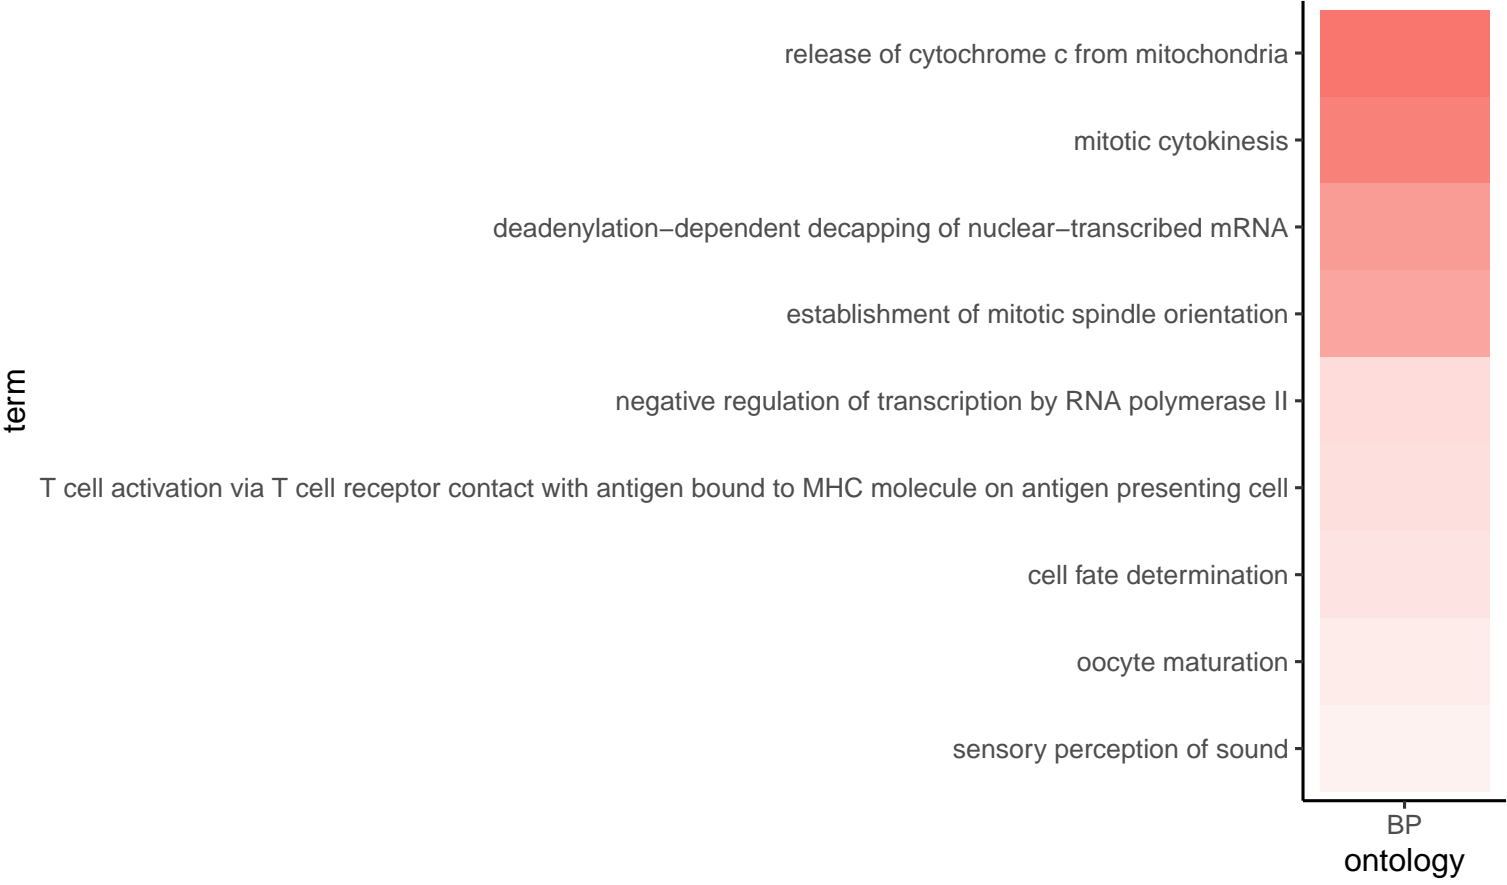 release of cytochrome c from mitochondria
mitotic cytokinesis
deadenylation−dependent decapping of nuclear−transcribed mRNA
establishment of mitotic spindle orientation
negative regulation of transcription by RNA polymerase II
T cell activation via T cell receptor contact with antigen bound to MHC molecule on antigen presenting cell
cell fate determination
oocyte maturation
sensory perception of sound
term
BP
ontology